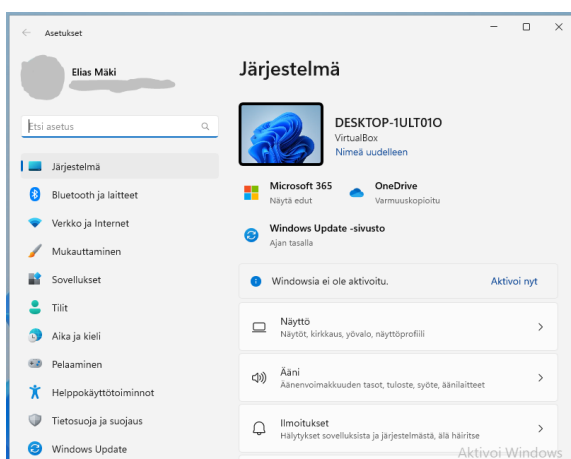 Asetukset
Elias Mäki
Etsi asetus
Järjestelmä
Bluetooth ja laitteet
Verkko ja Internet
Mukauttaminen
Sovellukset
Tilit
Aika ja kieli
Pelaaminen
Helppokäyttötoiminnot
Tietosuoja ja suojaus
Windows Update
Järjestelmä
DESKTOP-1ULT01O
VirtualBox
Nimeä uudelleen
Microsoft 365
Näytä edut
OneDrive
Varmuuskopioitu
Windows Update -sivusto
Ajan tasalla
Windowsia ei ole aktivoitu.
Aktivoi nyt
Näyttö
Näytöt, kirkkaus, yövalo, näyttöprofiili
Ääni
Äänenvoimakkuuden tasot, tuloste, syöte, äänilaitteet
Ilmoitukset
Hälytykset sovelluksista ja järjestelmästä, älä häiritse
Aktivoi Windows